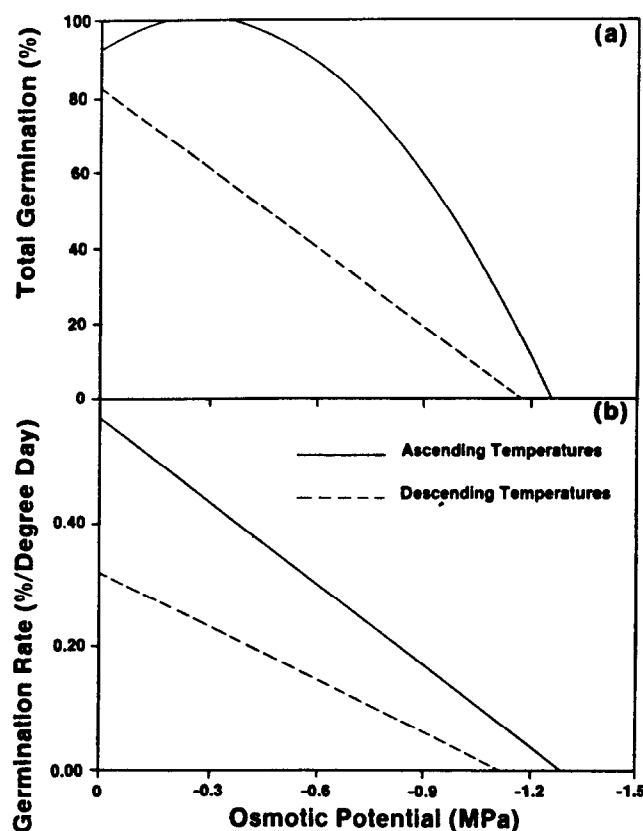 (a)
Total Germination (%)
100
80
60
40
20
0
(b)
Ascending Temperatures
Descending Temperatures
Germination Rate (%/Degree Day)
0.40
0.20
0.00
0
-0.3
-0.6
-0.9
-1.2
-1.5
Osmotic Potential (MPa)